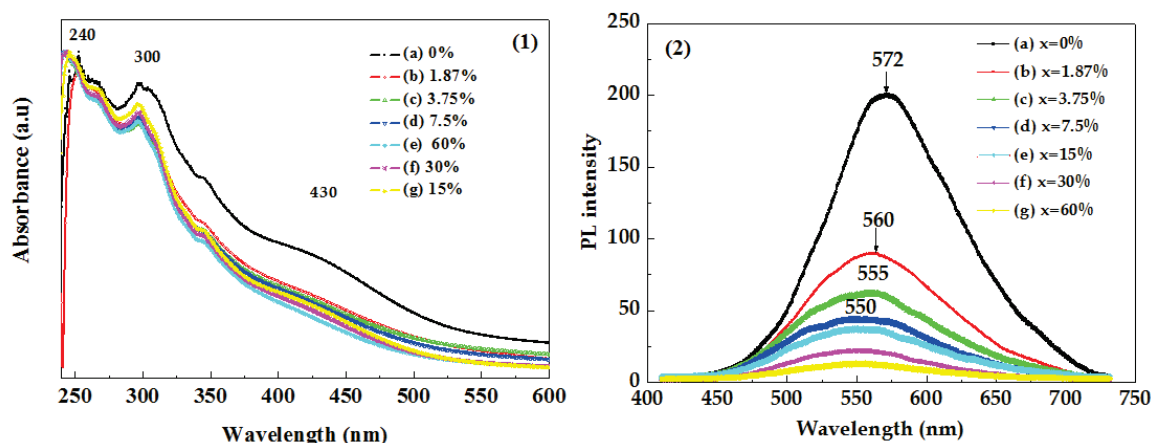 240
300
(1)
(a) 0%
(b) 1.87%
(c) 3.75%
(d) 7.5%
(e) 60%
(f) 30%
(g) 15%
430
Absorbance (a.u)
250 300 350 400 450 500 550 600
Wavelength (nm)
250
200
150
100
50
0
(2)
572
(a) x=0%
(b) x=1.87%
(c) x=3.75%
(d) x=7.5%
(e) x=15%
(f) x=30%
(g) x=60%
560
555
550
PL intensity
400 450 500 550 600 650 700 750
Wavelength (nm)